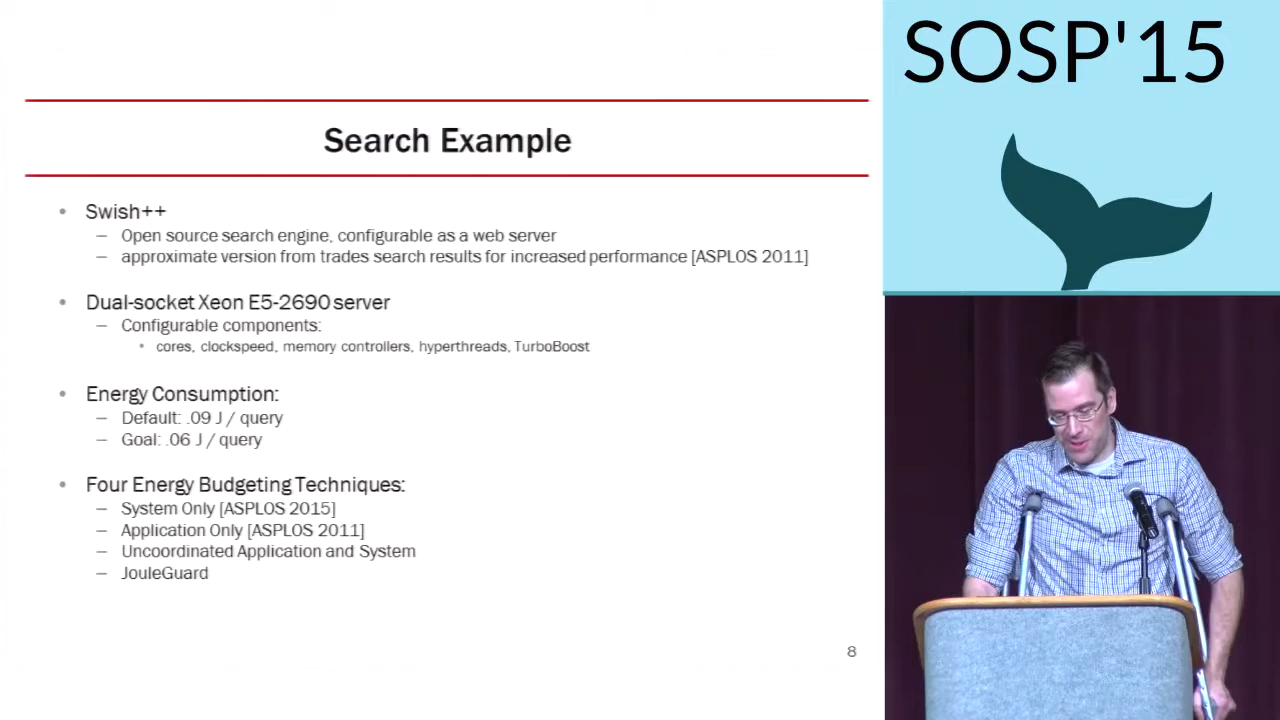 SOSP'15
Search Example
• Swish++
– Open source search engine, configurable as a web server
– approximate version from trades search results for increased performance [ASPLOS 2011]
• Dual-socket Xeon E5-2690 server
– Configurable components:
• cores, clockspeed, memory controllers, hyperthreads, TurboBoost
• Energy Consumption:
– Default: .09 J / query
– Goal: .06 J / query
• Four Energy Budgeting Techniques:
– System Only [ASPLOS 2015]
– Application Only [ASPLOS 2011]
– Uncoordinated Application and System
– JouleGuard
8